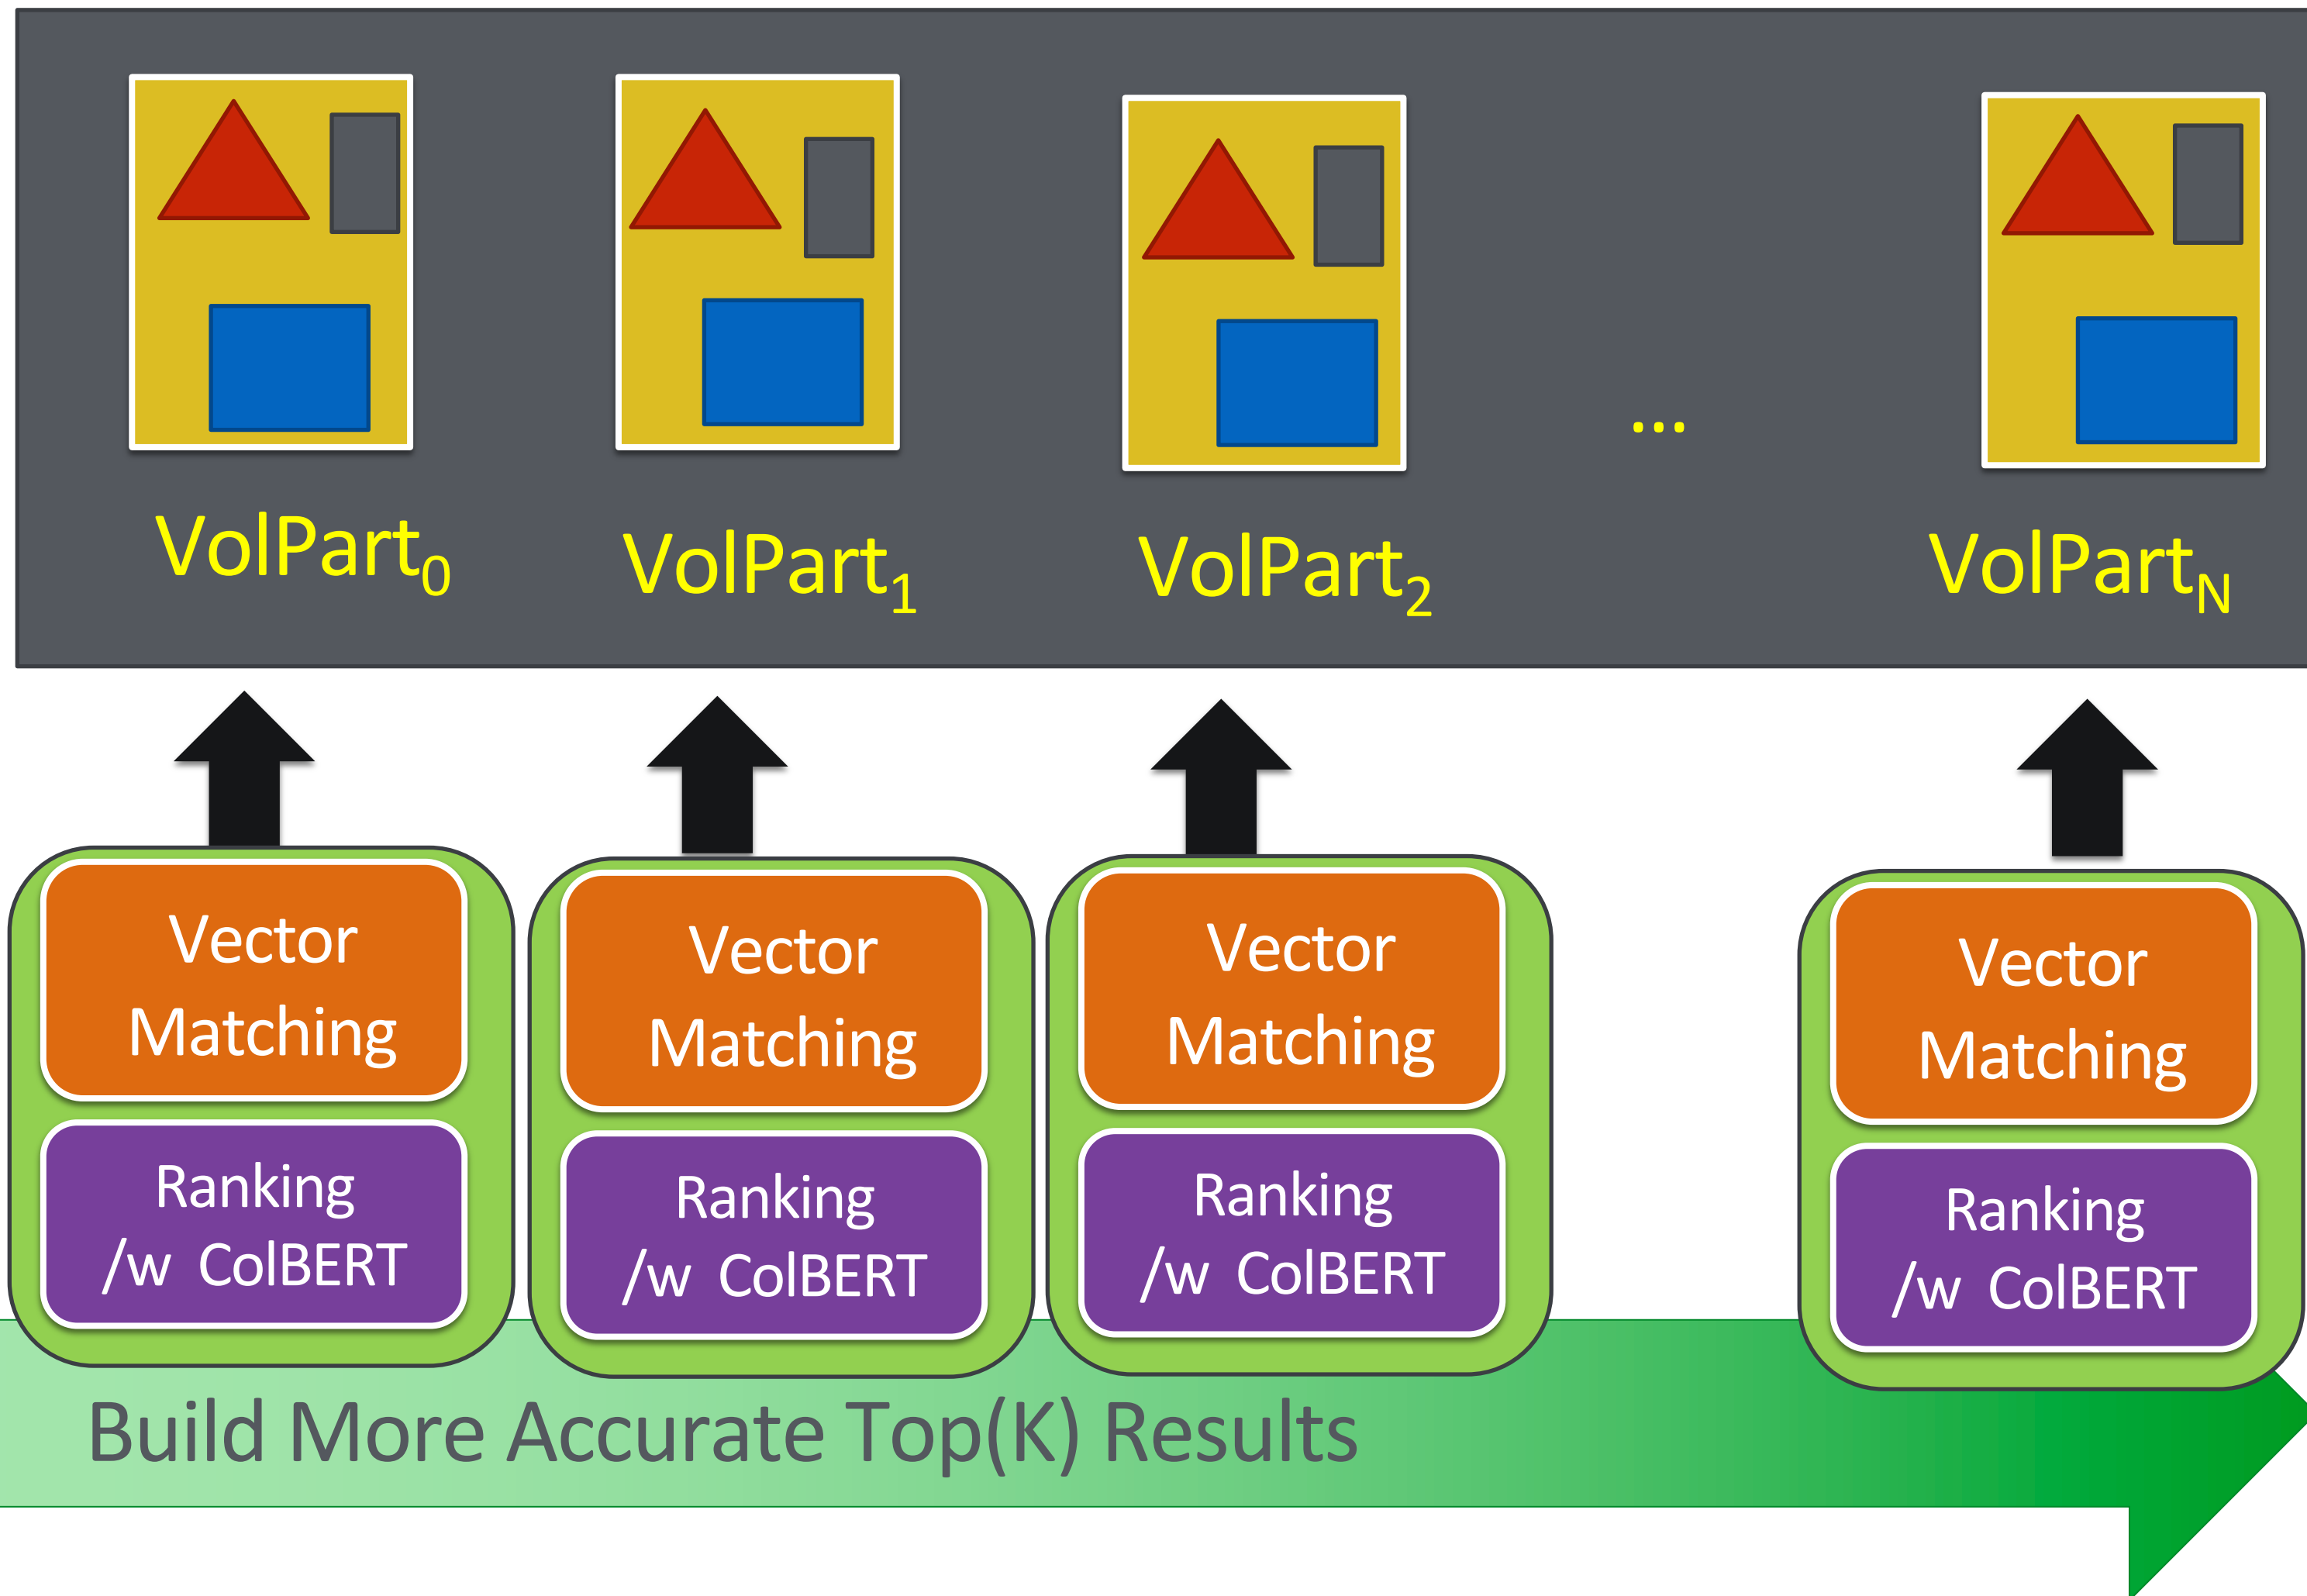 ...
VolPart0 VolPart1 VolPart2 VolPartN
Vector
Matching
Ranking
/w ColBERT
Vector
Matching
Ranking
/w ColBERT
Vector
Matching
Ranking
/w ColBERT
Vector
Matching
Ranking
/w ColBERT
Build More Accurate Top(K) Results